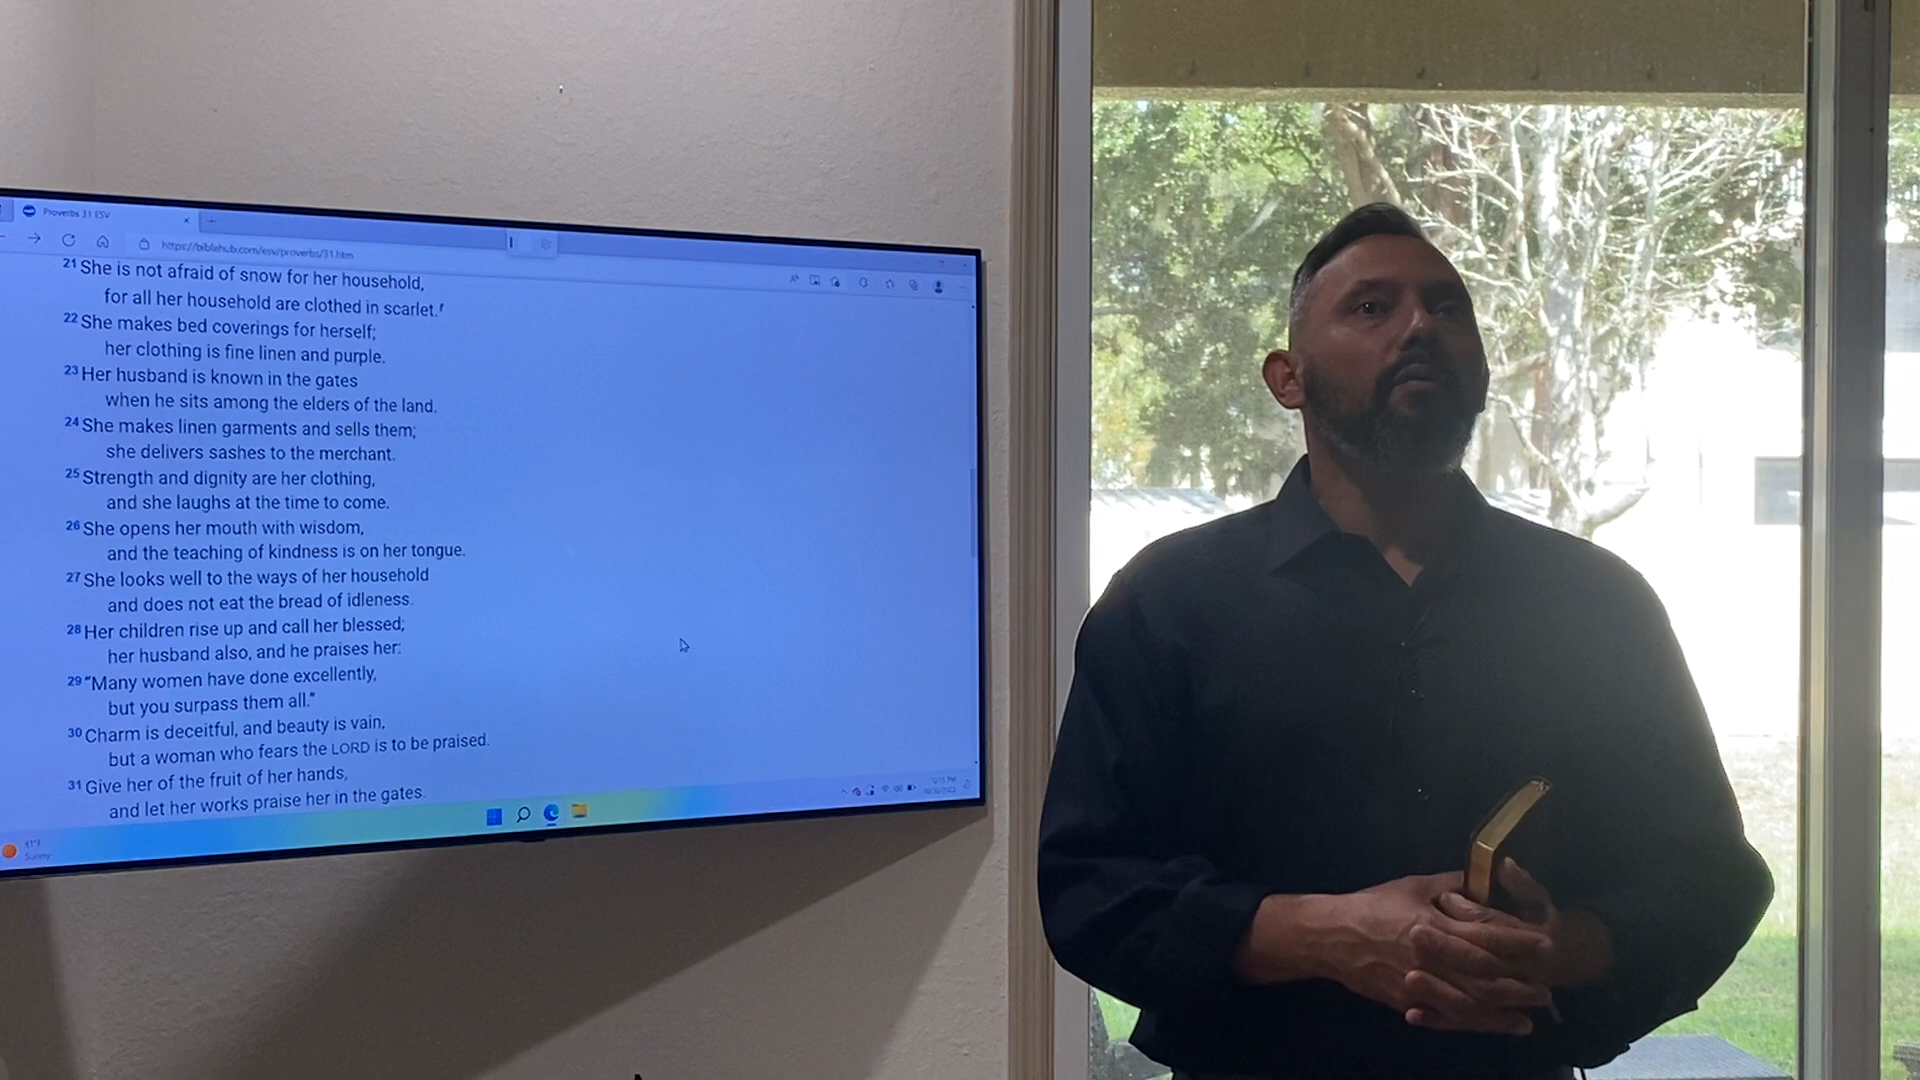 Proverbs 31 ESV
https://biblehub.com/esv/proverbs/31.htm
21 She is not afraid of snow for her household,
for all her household are clothed in scarlet.r
22 She makes bed coverings for herself;
her clothing is fine linen and purple.
23 Her husband is known in the gates
when he sits among the elders of the land.
24 She makes linen garments and sells them;
she delivers sashes to the merchant.
25 Strength and dignity are her clothing,
and she laughs at the time to come.
26 She opens her mouth with wisdom,
and the teaching of kindness is on her tongue.
27 She looks well to the ways of her household
and does not eat the bread of idleness.
28 Her children rise up and call her blessed;
her husband also, and he praises her:
29 “Many women have done excellently,
but you surpass them all.”
30 Charm is deceitful, and beauty is vain,
but a woman who fears the LORD is to be praised.
31 Give her of the fruit of her hands,
and let her works praise her in the gates.
Sunny